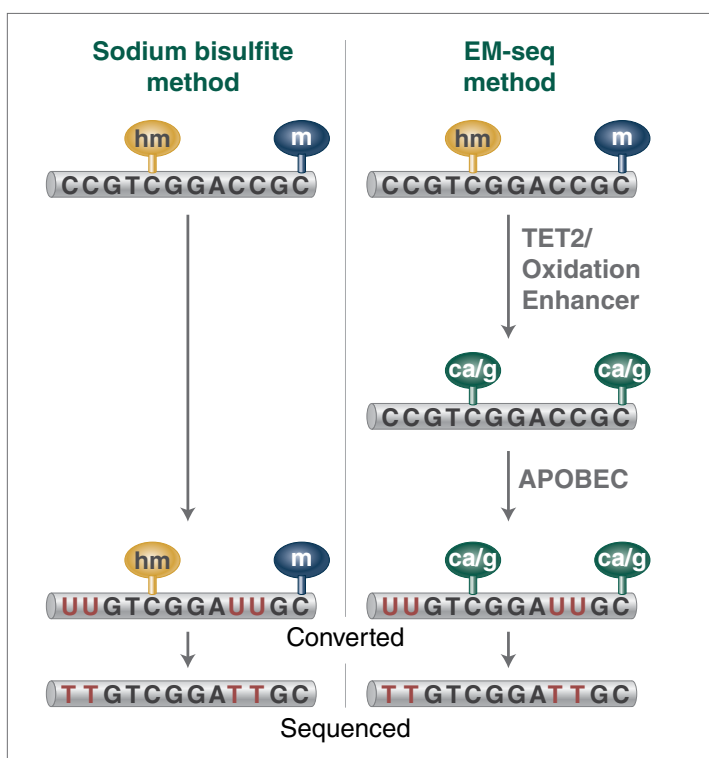 Sodium bisulfite
method
hm
m
CCGTCGGACCGC
hm
m
UUGTCGGAUUGC
TTGTCGGATTGC
EM-seq
method
hm
m
CCGTCGGACCGC
TET2/
Oxidation
Enhancer
ca/g
ca/g
CCGTCGGACCGC
APOBEC
ca/g
ca/g
UUGTCGGAUUGC
TTGTCGGATTGC
Converted
Sequenced